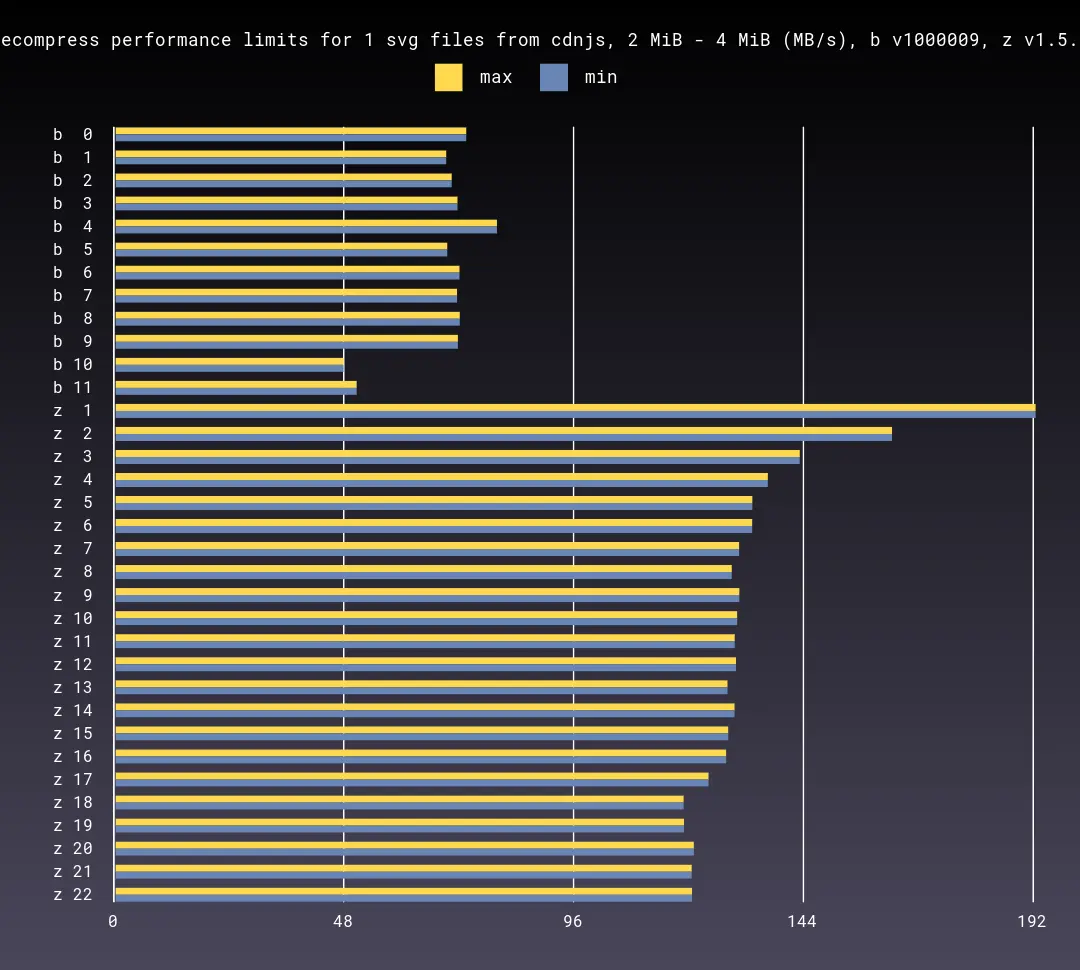 ecompress performance limits for 1 svg files from cdnjs, 2 MiB - 4 MiB (MB/s), b v1000009, z v1.5.
max min
b 0
b 1
b 2
b 3
b 4
b 5
b 6
b 7
b 8
b 9
b 10
b 11
z 1
z 2
z 3
z 4
z 5
z 6
z 7
z 8
z 9
z 10
z 11
z 12
z 13
z 14
z 15
z 16
z 17
z 18
z 19
z 20
z 21
z 22
0 48 96 144 192